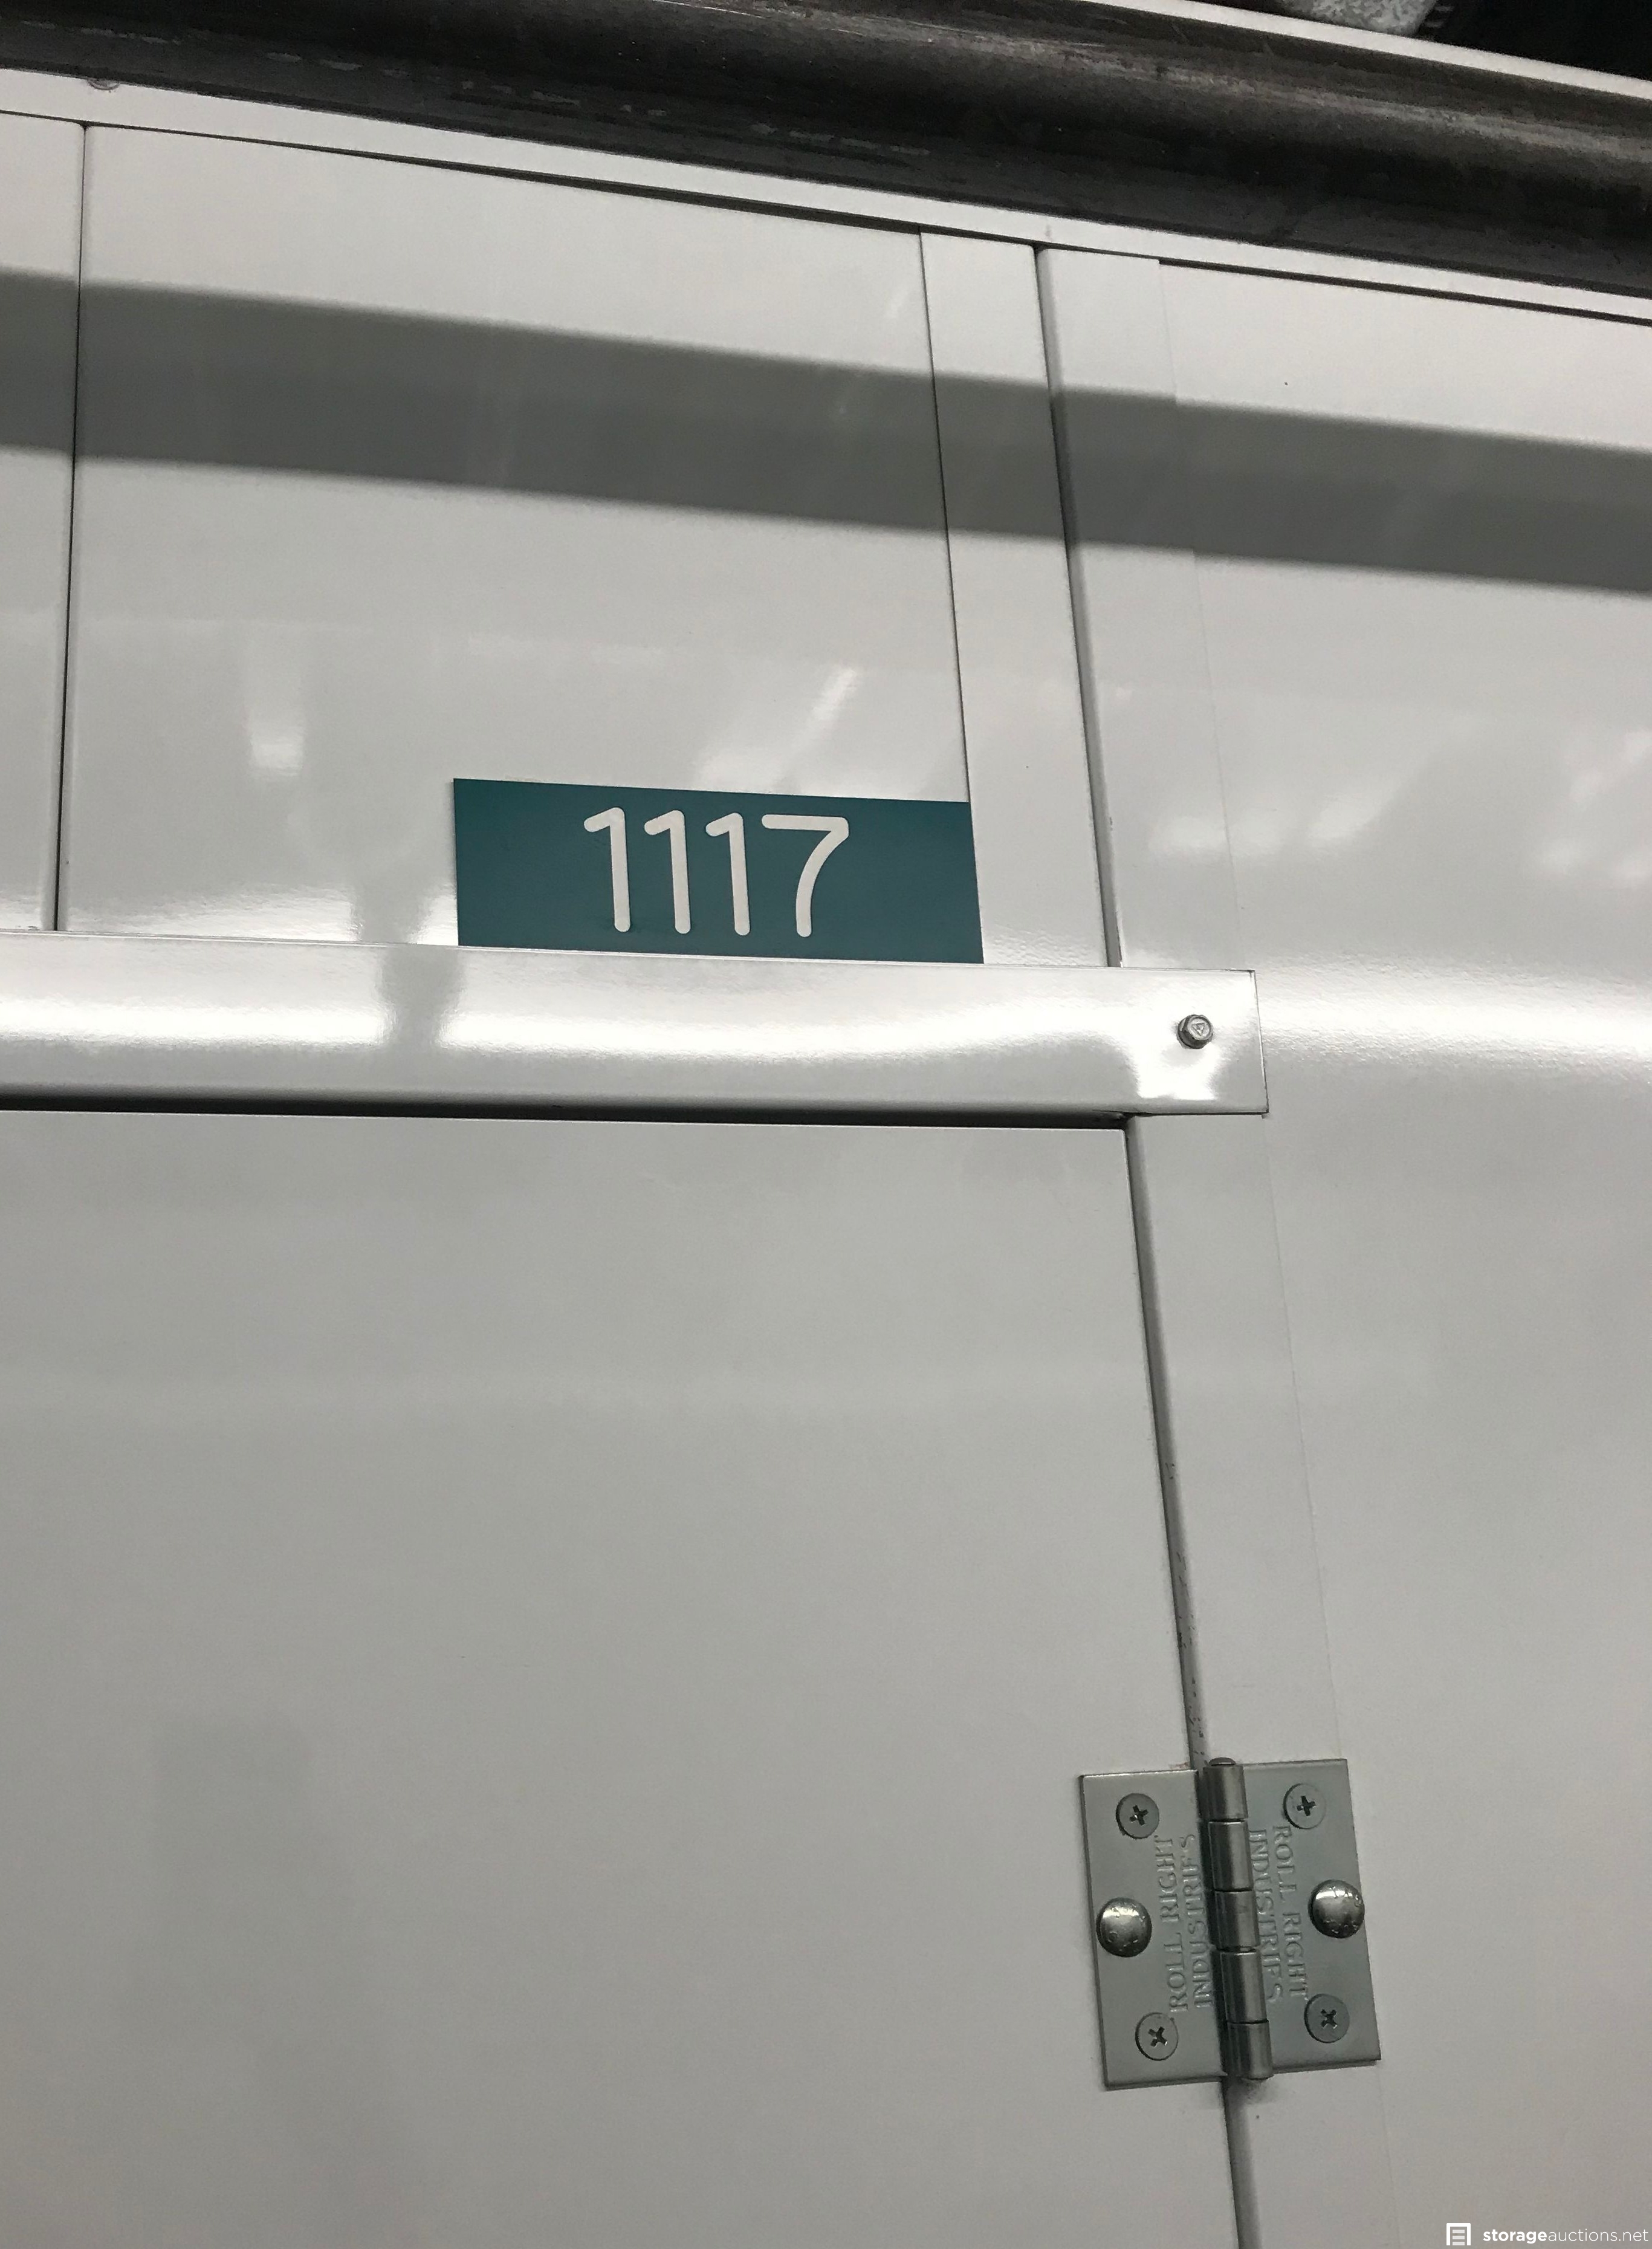 1117
ROLL RIGHT
INDUSTRIES
ROLL RIGHT
INDUSTRIES
storageauctions.net